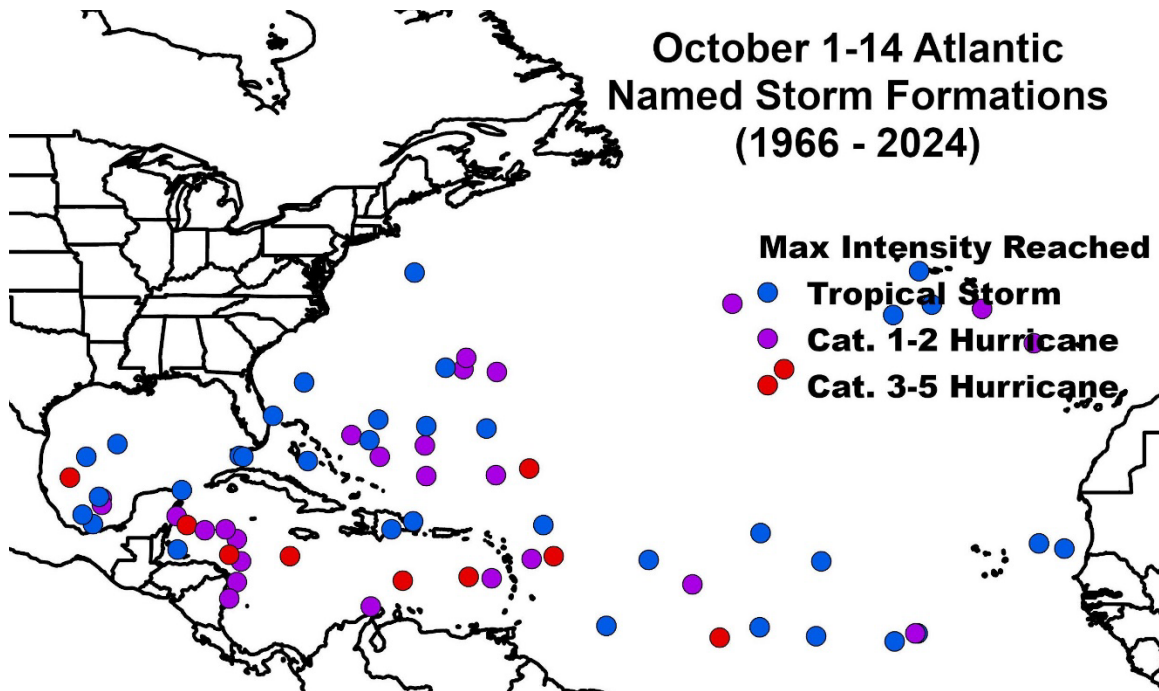 October 1-14 Atlantic
Named Storm Formations
(1966 - 2024)
Max Intensity Reached
Tropical Storm
Cat. 1-2 Hurricane
Cat. 3-5 Hurricane